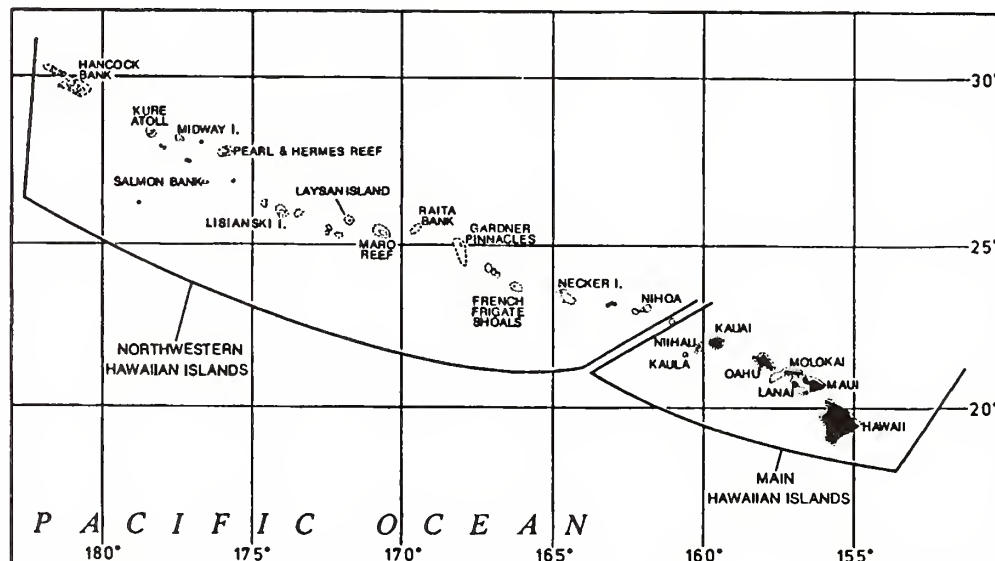 HANCOCK
BANK
30°
KURE
ATOLL
MIDWAY I.
PEARL & HERMES REEF
SALMON BANK
LAYSAN ISLAND
LISIANSKI I.
RAITA
BANK
GARDNER
PINNACLES
25°
MARO
REEF
FRENCH
FRIGATE
SHOALS
NECKER I.
NIHOA
NORTHWESTERN
HAWAIIAN ISLANDS
NIIHAU
KAUAI
KAULA
OAHU
MOLOKAI
LANAI
MAUI
20°
HAWAII
MAIN
HAWAIIAN ISLANDS
PACIFIC OCEAN
180° 175° 170° 165° 160° 155°